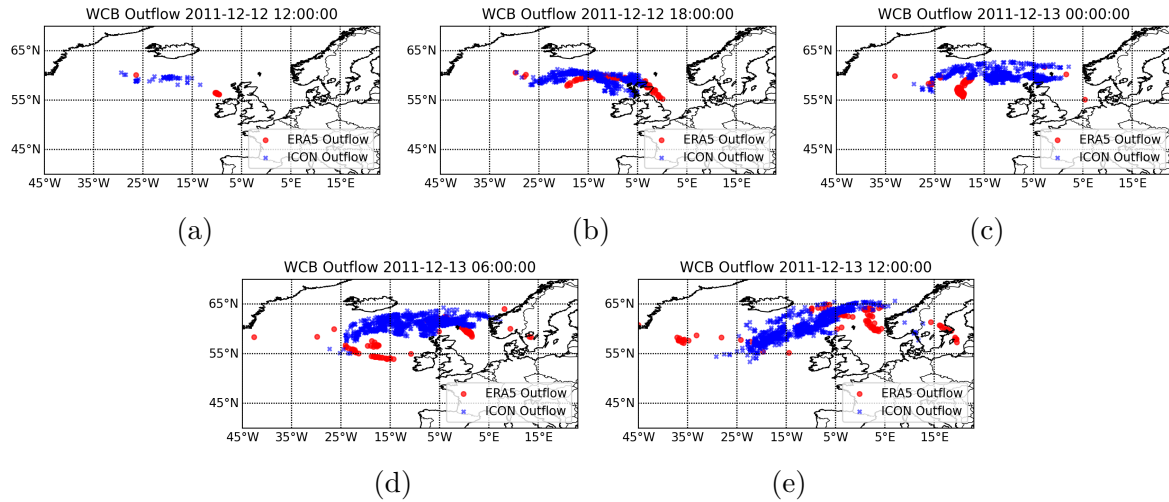 WCB Outflow 2011-12-12 12:00:00
65°N
55°N
45°N
45°W 35°W 25°W 15°W 5°W 5°E 15°E
ERA5 Outflow
ICON Outflow
(a)
WCB Outflow 2011-12-12 18:00:00
65°N
55°N
45°N
45°W 35°W 25°W 15°W 5°W 5°E 15°E
ERA5 Outflow
ICON Outflow
(b)
WCB Outflow 2011-12-13 00:00:00
65°N
55°N
45°N
45°W 35°W 25°W 15°W 5°W 5°E 15°E
ERA5 Outflow
ICON Outflow
(c)
WCB Outflow 2011-12-13 06:00:00
65°N
55°N
45°N
45°W 35°W 25°W 15°W 5°W 5°E 15°E
ERA5 Outflow
ICON Outflow
(d)
WCB Outflow 2011-12-13 12:00:00
65°N
55°N
45°N
45°W 35°W 25°W 15°W 5°W 5°E 15°E
ERA5 Outflow
ICON Outflow
(e)